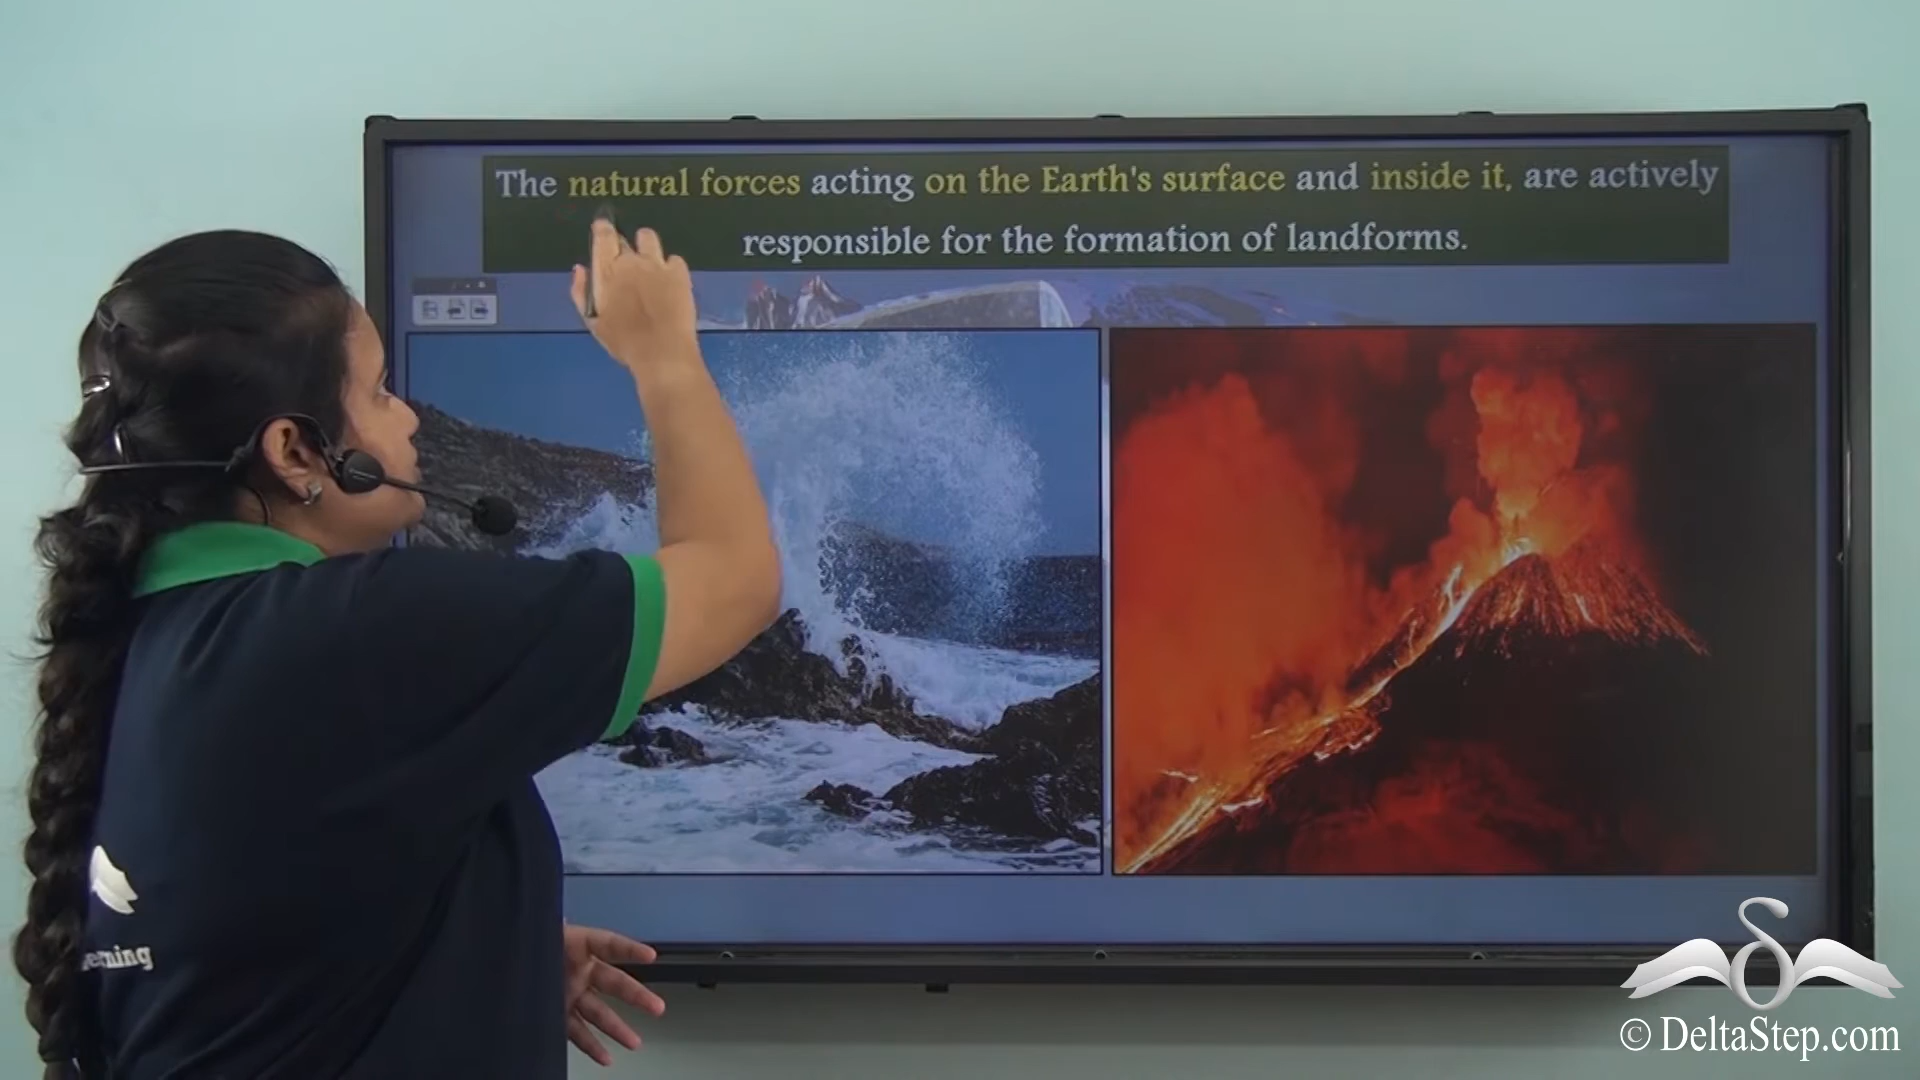 The natural forces acting on the Earth's surface and inside it, are actively
responsible for the formation of landforms.
© DeltaStep.com